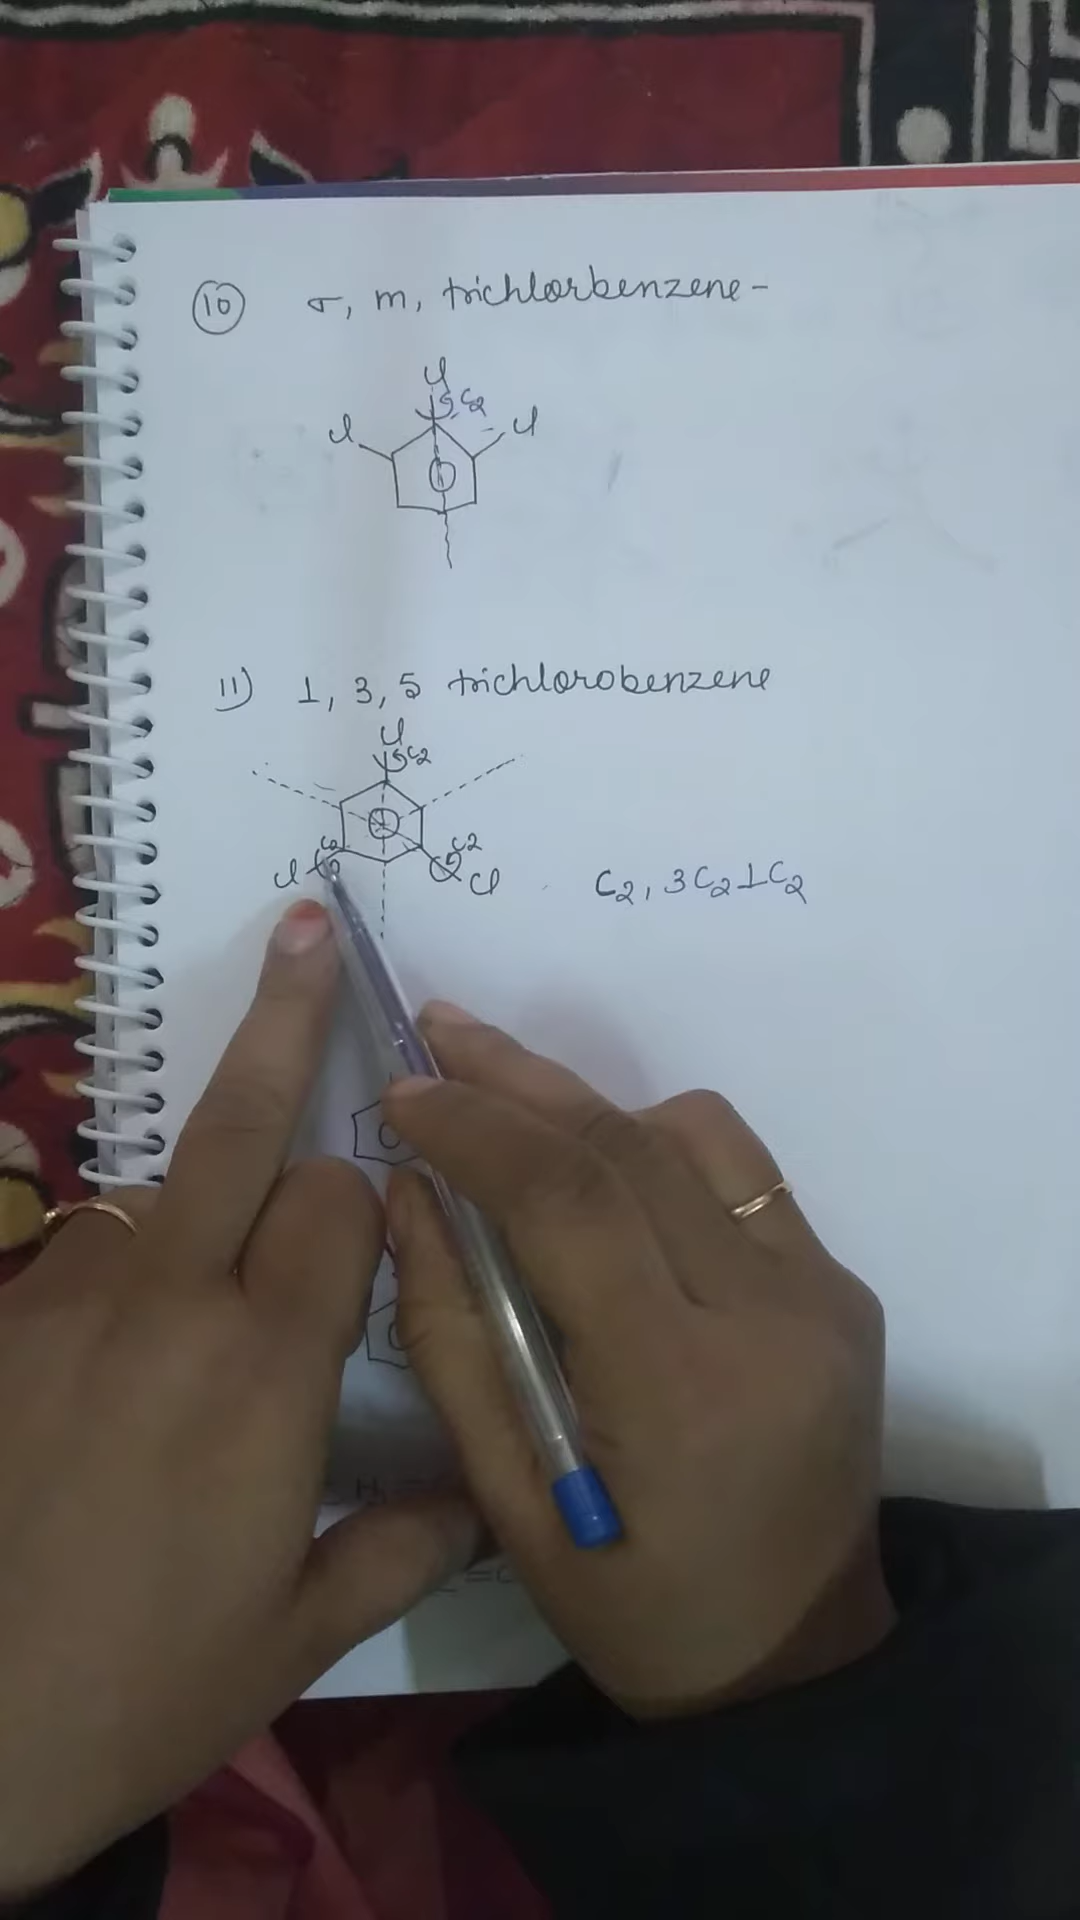 10 σ, m, trichlorbenzene-
Cl
C2
Cl Cl
11) 1, 3, 5 trichlorobenzene
Cl
C2
C2 C2
Cl Cl C2, 3C2⊥C2